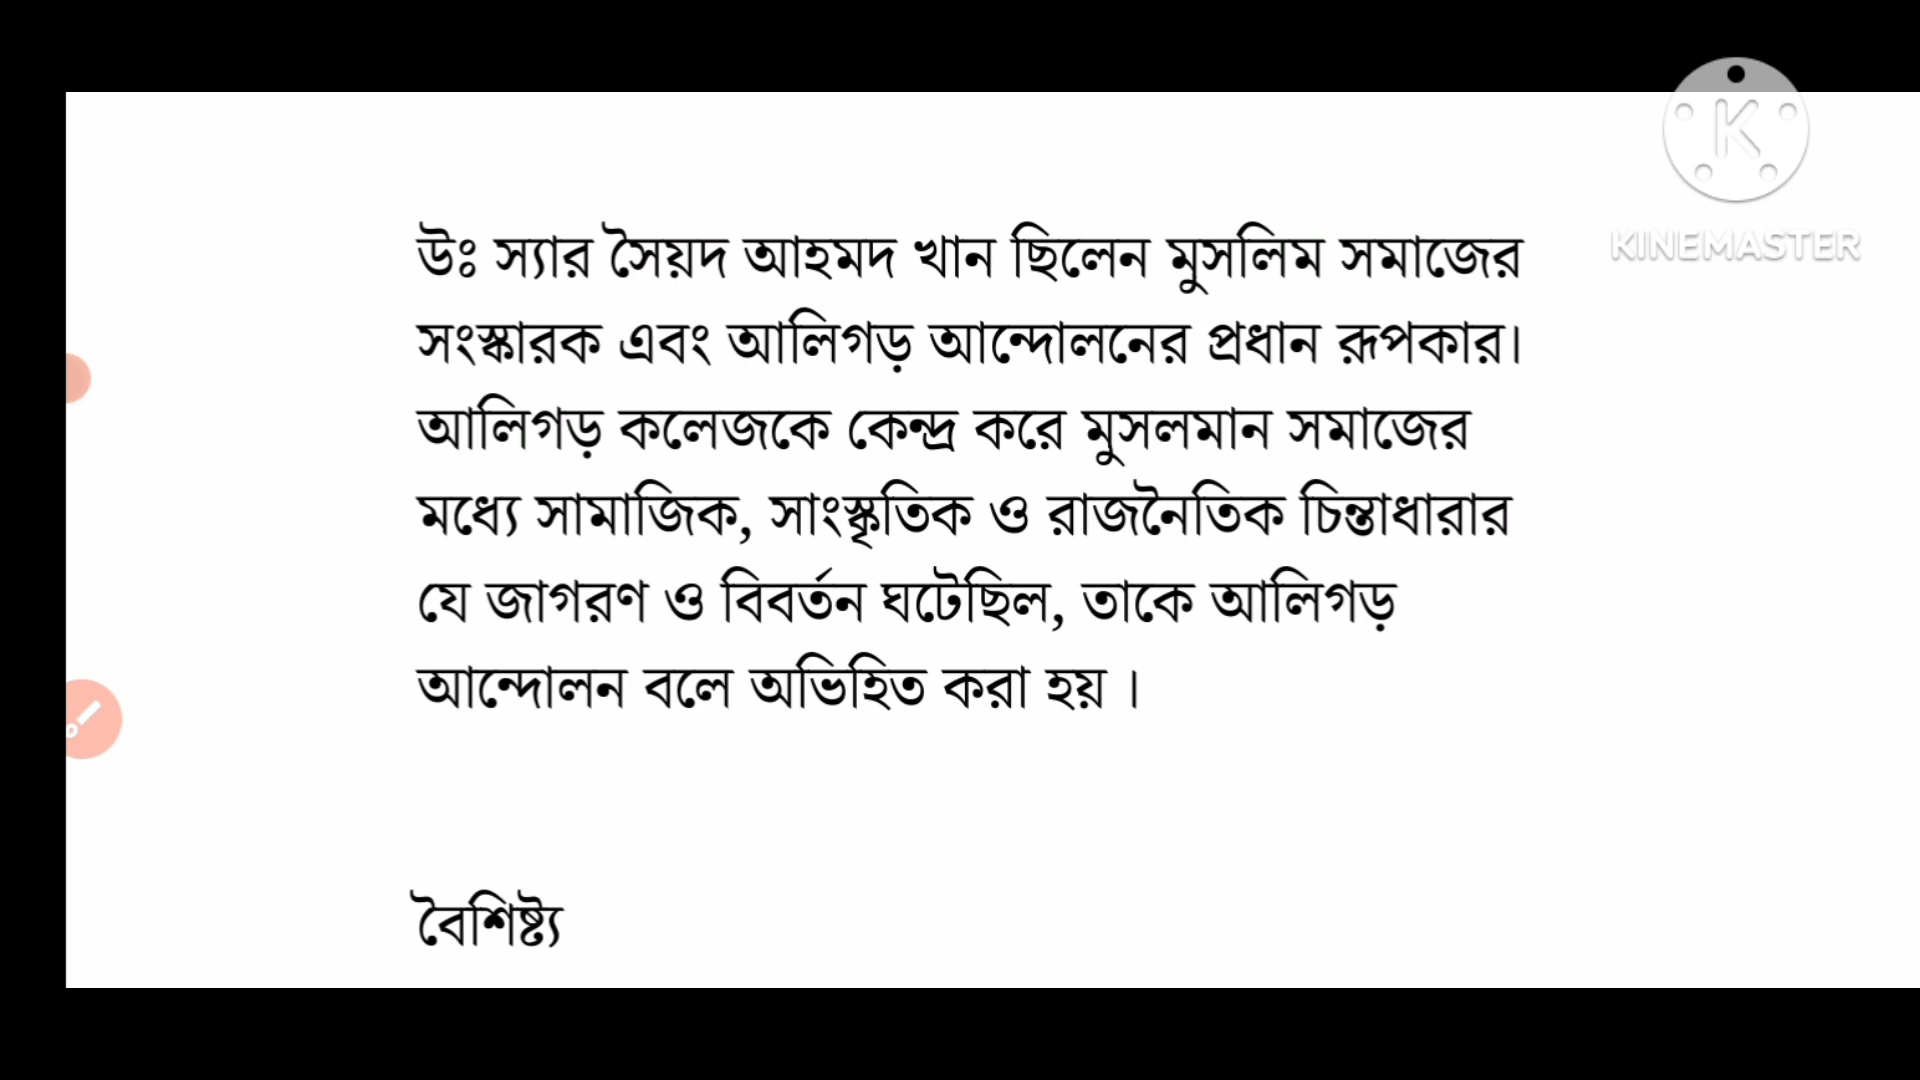 KINEMASTER
উঃ স্যার সৈয়দ আহমদ খান ছিলেন মুসলিম সমাজের
সংস্কারক এবং আলিগড় আন্দোলনের প্রধান রূপকার।
আলিগড় কলেজকে কেন্দ্র করে মুসলমান সমাজের
মধ্যে সামাজিক, সাংস্কৃতিক ও রাজনৈতিক চিন্তাধারার
যে জাগরণ ও বিবর্তন ঘটেছিল, তাকে আলিগড়
আন্দোলন বলে অভিহিত করা হয় ।
বৈশিষ্ট্য